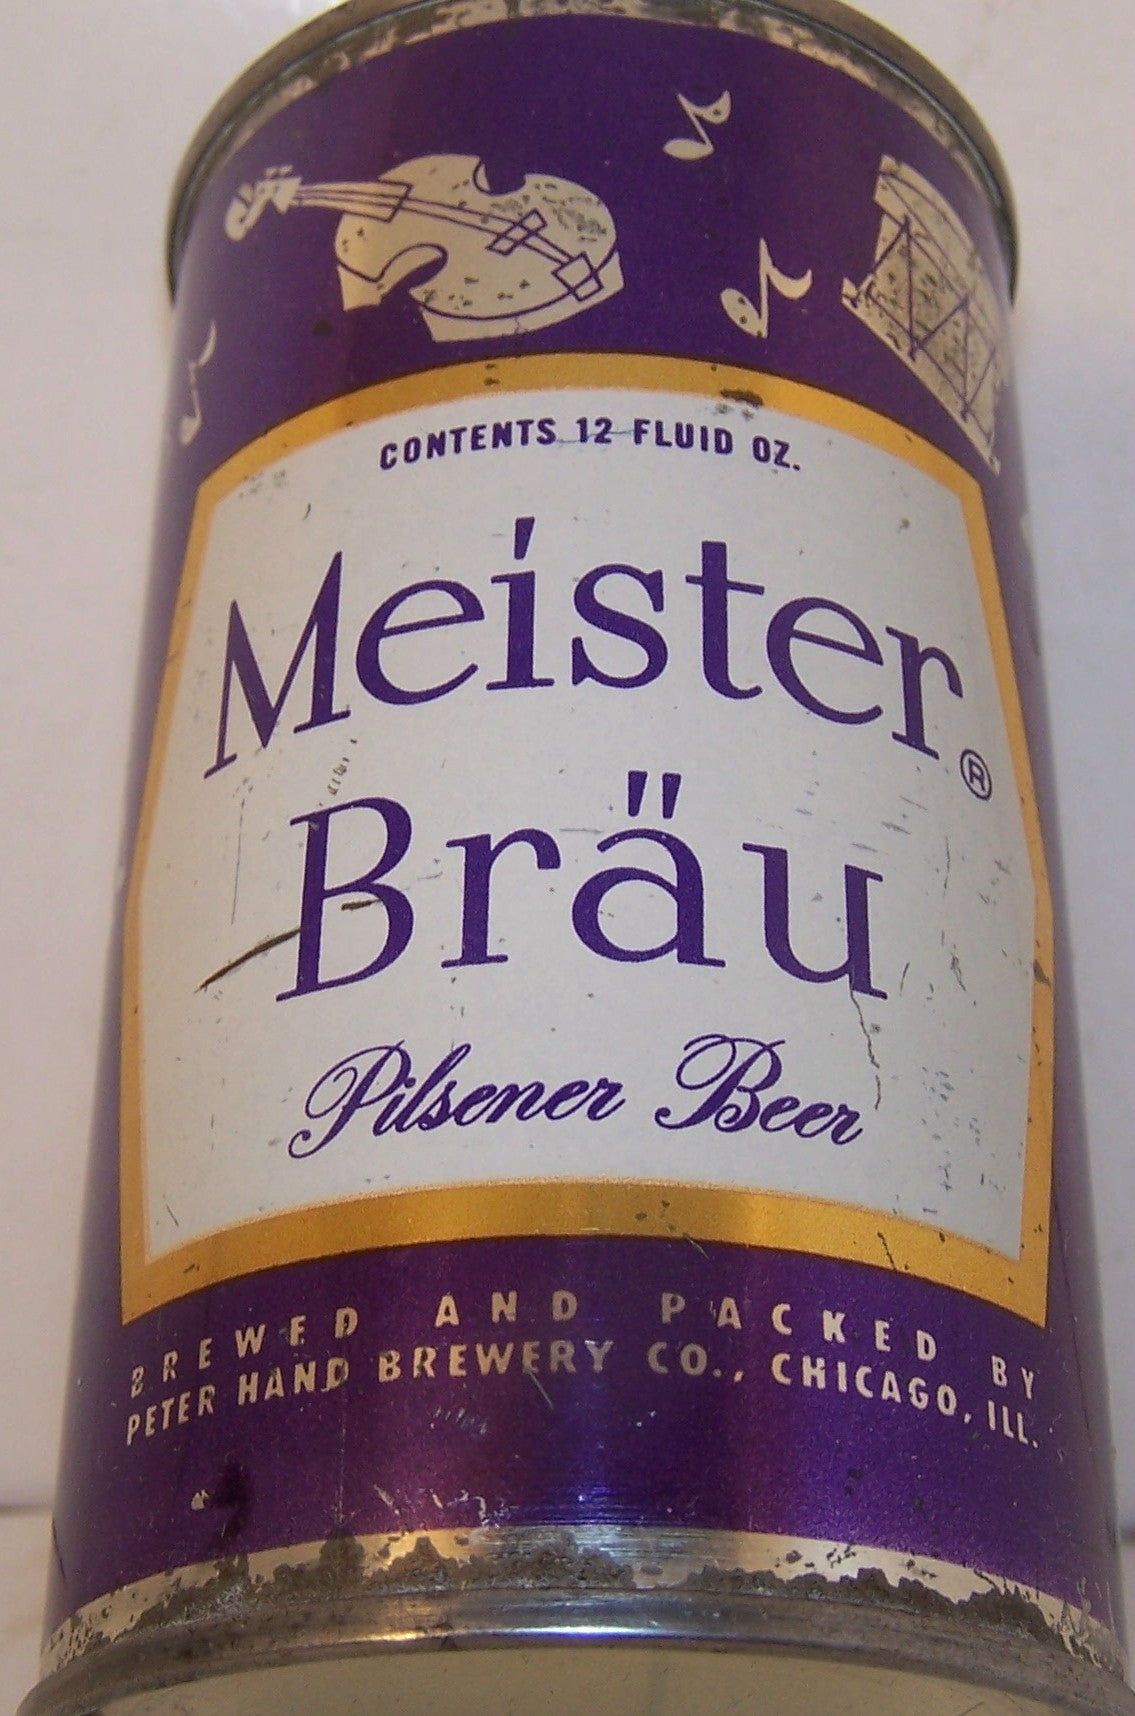 CONTENTS 12 FLUID OZ.
Meister®
Bräu
Pilsener Beer
BREWED AND PACKED BY
PETER HAND BREWERY CO., CHICAGO, ILL.